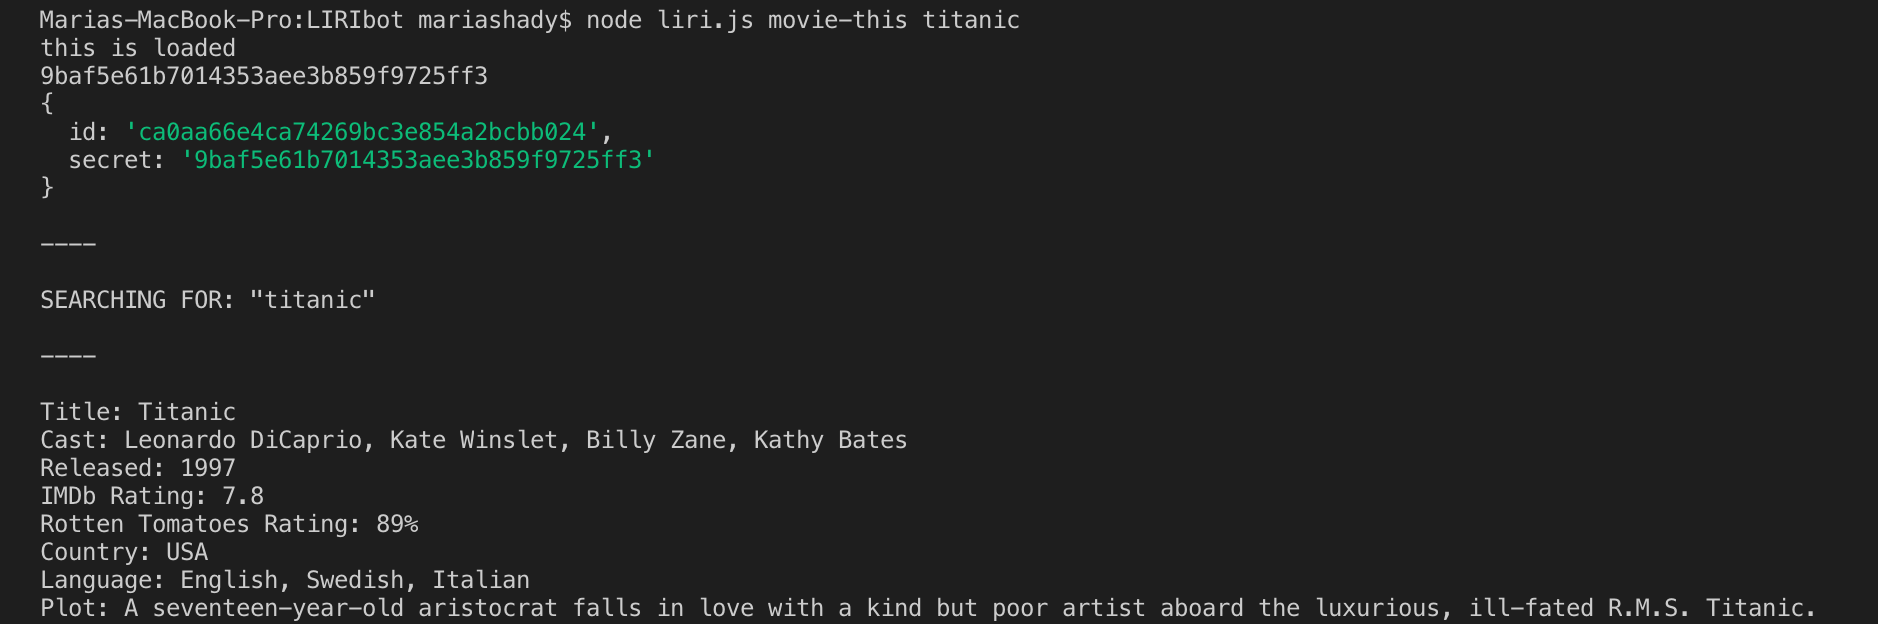 Marias-MacBook-Pro:LIRIbot mariashady$ node liri.js movie-this titanic
this is loaded
9baf5e61b7014353aee3b859f9725ff3
{
  id: 'ca0aa66e4ca74269bc3e854a2bcbb024',
  secret: '9baf5e61b7014353aee3b859f9725ff3'
}
----
SEARCHING FOR: "titanic"
----
Title: Titanic
Cast: Leonardo DiCaprio, Kate Winslet, Billy Zane, Kathy Bates
Released: 1997
IMDb Rating: 7.8
Rotten Tomatoes Rating: 89%
Country: USA
Language: English, Swedish, Italian
Plot: A seventeen-year-old aristocrat falls in love with a kind but poor artist aboard the luxurious, ill-fated R.M.S. Titanic.